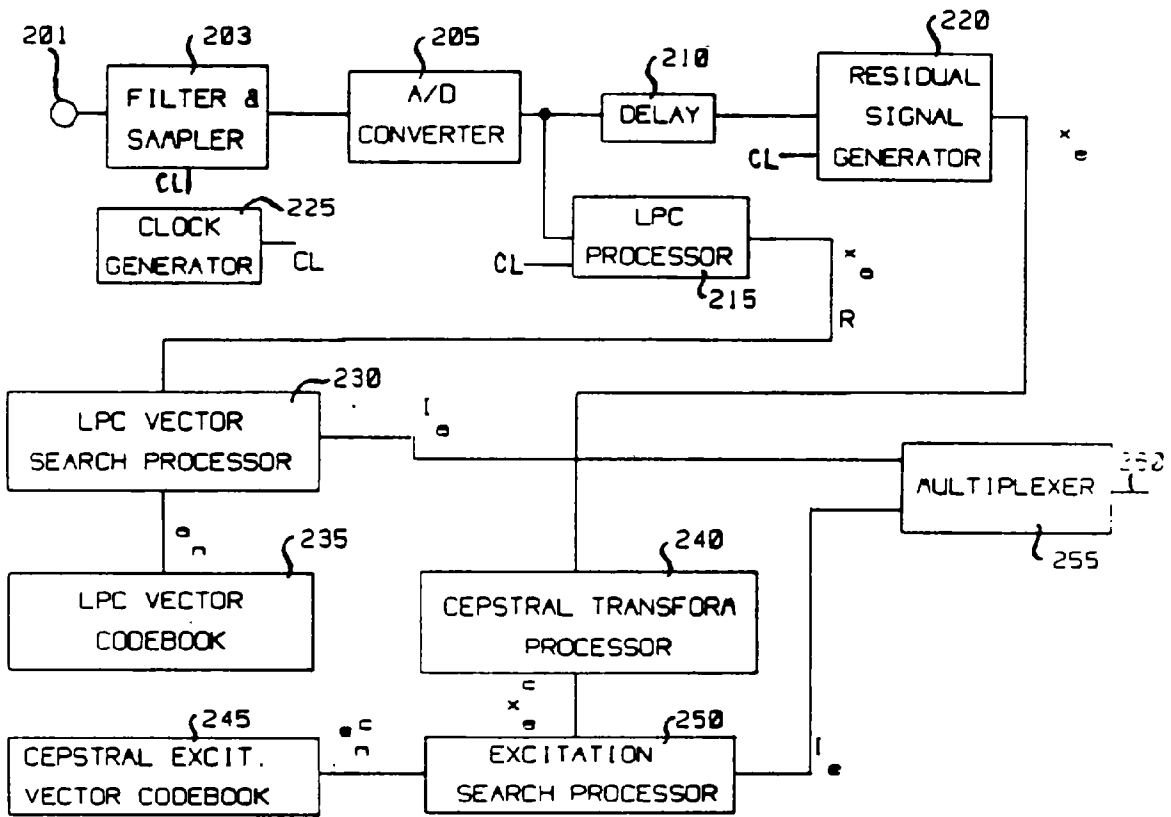 201
203
FILTER &
SAMPLER
CL
205
A/D
CONVERTER
210
DELAY
220
RESIDUAL
SIGNAL
GENERATOR
CL
x
e
225
CLOCK
GENERATOR
CL
LPC
PROCESSOR
CL
215
x
a
R
230
LPC VECTOR
SEARCH PROCESSOR
I
a
MULTIPLEXER
255
235
LPC VECTOR
CODEBOOK
240
CEPSTRAL TRANSFORM
PROCESSOR
245
CEPSTRAL EXCIT.
VECTOR CODEBOOK
250
EXCITATION
SEARCH PROCESSOR
I
e